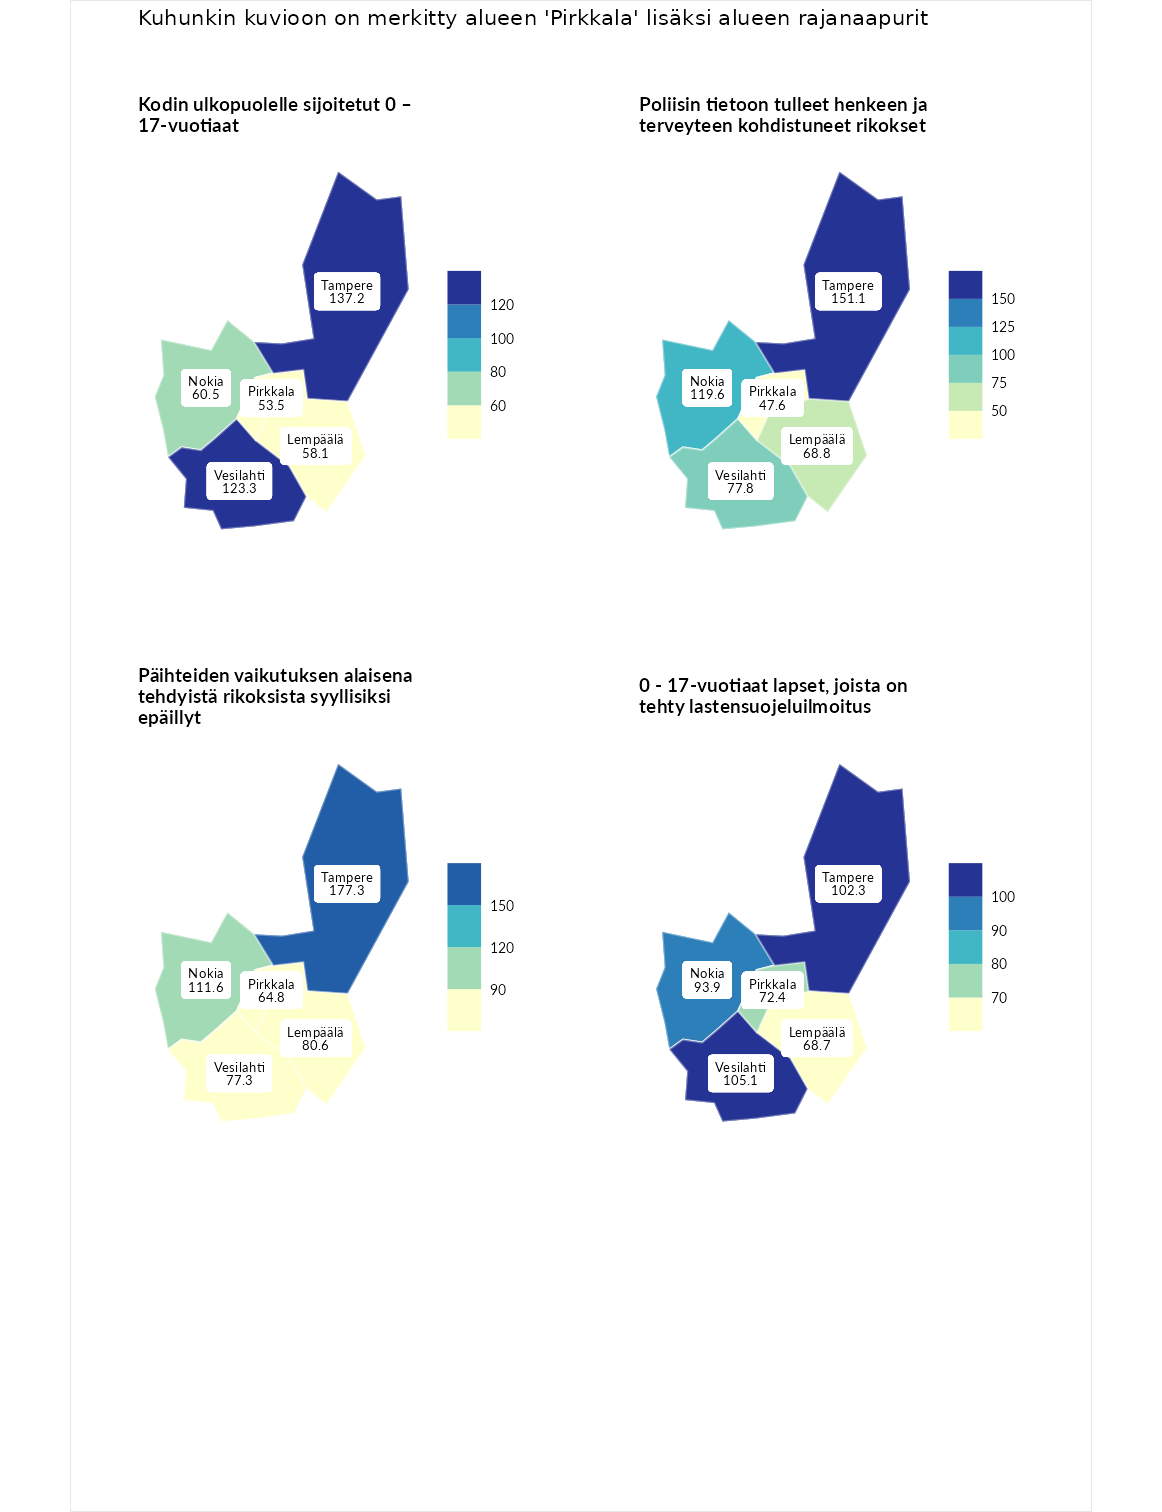 Kuhunkin kuvioon on merkitty alueen 'Pirkkala' lisäksi alueen rajanaapurit
Kodin ulkopuolelle sijoitetut 0 –
17-vuotiaat
Tampere
137.2
Nokia
60.5
Pirkkala
53.5
Lempäälä
58.1
Vesilahti
123.3
120
100
80
60
Poliisin tietoon tulleet henkeen ja
terveyteen kohdistuneet rikokset
Tampere
151.1
Nokia
119.6
Pirkkala
47.6
Lempäälä
68.8
Vesilahti
77.8
150
125
100
75
50
Päihteiden vaikutuksen alaisena
tehdyistä rikoksista syyllisiksi
epäillyt
Tampere
177.3
Nokia
111.6
Pirkkala
64.8
Lempäälä
80.6
Vesilahti
77.3
150
120
90
0 - 17-vuotiaat lapset, joista on
tehty lastensuojeluilmoitus
Tampere
102.3
Nokia
93.9
Pirkkala
72.4
Lempäälä
68.7
Vesilahti
105.1
100
90
80
70